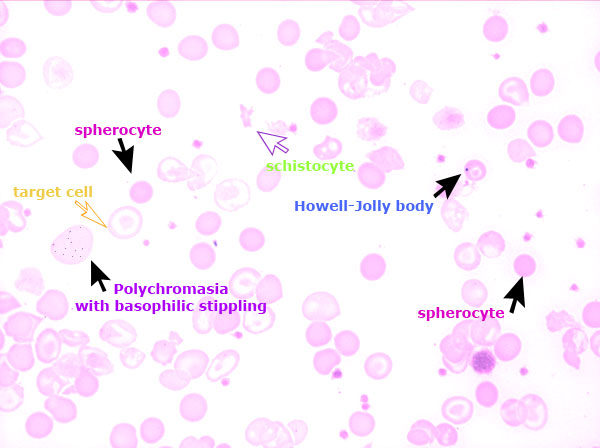 spherocyte
schistocyte
target cell
Howell-Jolly body
Polychromasia
with basophilic stippling
spherocyte